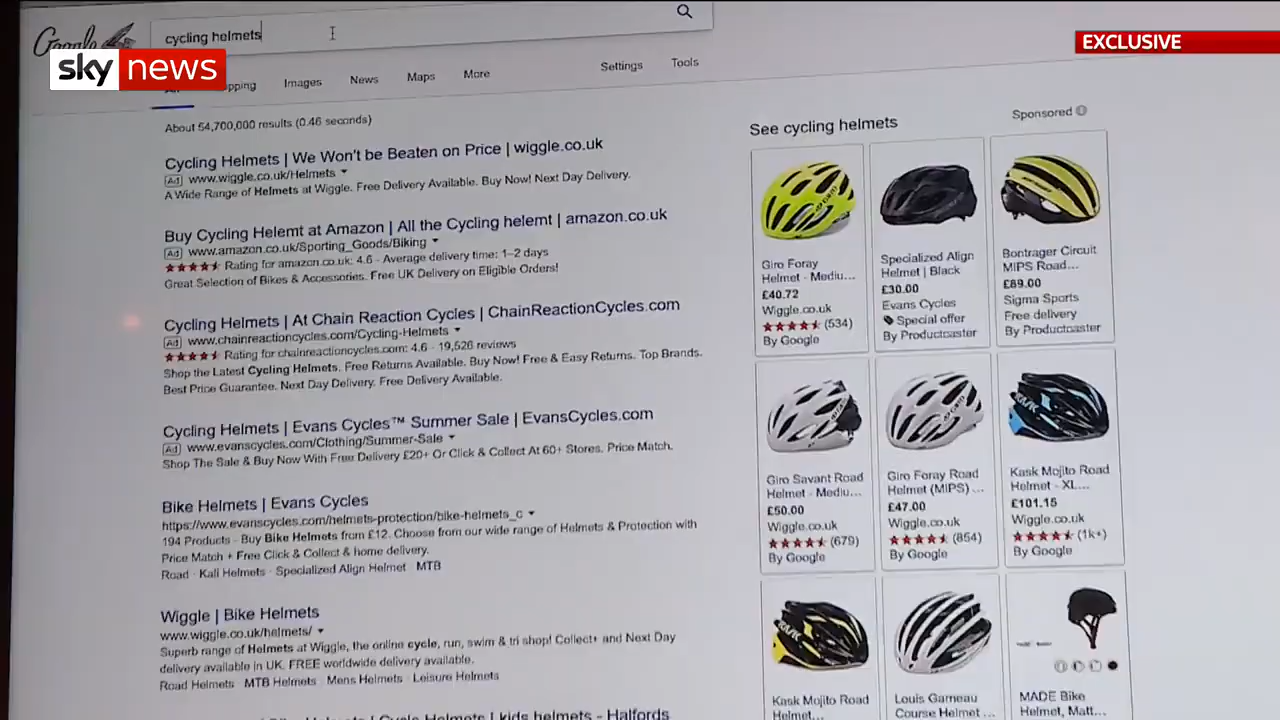 Google
cycling helmets
EXCLUSIVE
sky news
Images
News
Maps
More
Settings
Tools
About 54,700,000 results (0.46 seconds)
Cycling Helmets | We Won't be Beaten on Price | wiggle.co.uk
Ad www.wiggle.co.uk/Helmets
A Wide Range of Helmets at Wiggle. Free Delivery Available. Buy Now! Next Day Delivery.
Buy Cycling Helemt at Amazon | All the Cycling helemt | amazon.co.uk
Ad www.amazon.co.uk/Sporting_Goods/Biking
Rating for amazon.co.uk: 4.6 - Average delivery time: 1–2 days
Great Selection of Bikes & Accessories. Free UK Delivery on Eligible Orders!
Cycling Helmets | At Chain Reaction Cycles | ChainReactionCycles.com
Ad www.chainreactioncycles.com/Cycling-Helmets
Rating for chainreactioncycles.com: 4.6 - 19,526 reviews
Shop the Latest Cycling Helmets. Free Returns Available. Buy Now! Free & Easy Returns. Top Brands.
Best Price Guarantee. Next Day Delivery. Free Delivery Available.
Cycling Helmets | Evans Cycles™ Summer Sale | EvansCycles.com
Ad www.evanscycles.com/Clothing/Summer-Sale
Shop The Sale & Buy Now With Free Delivery £20+ Or Click & Collect At 60+ Stores. Price Match.
Bike Helmets | Evans Cycles
https://www.evanscycles.com/helmets-protection/bike-helmets_c
194 Products - Buy Bike Helmets from £12. Choose from our wide range of Helmets & Protection with
Price Match + Free Click & Collect & home delivery.
Road · Kali Helmets · Specialized Align Helmet · MTB
Wiggle | Bike Helmets
www.wiggle.co.uk/helmets/
Superb range of Helmets at Wiggle, the online cycle, run, swim & tri shop! Collect+ and Next Day
delivery available in UK. FREE worldwide delivery available.
Road Helmets · MTB Helmets · Mens Helmets · Leisure Helmets
Bike Helmets | Cycle Helmets | kids helmets - Halfords
See cycling helmets
Sponsored
Giro Foray
Helmet - Mediu...
£40.72
Wiggle.co.uk
(534)
By Google
Specialized Align
Helmet | Black
£30.00
Evans Cycles
Special offer
By Productcaster
Bontrager Circuit
MIPS Road...
£89.00
Sigma Sports
Free delivery
By Productcaster
Giro Savant Road
Helmet - Mediu...
£50.00
Wiggle.co.uk
(679)
By Google
Giro Foray Road
Helmet (MIPS) ...
£47.00
Wiggle.co.uk
(854)
By Google
Kask Mojito Road
Helmet - XL...
£101.15
Wiggle.co.uk
(1k+)
By Google
Kask Mojito Road
Helmet...
Louis Garneau
Course Helmet ...
MADE Bike
Helmet, Matt...